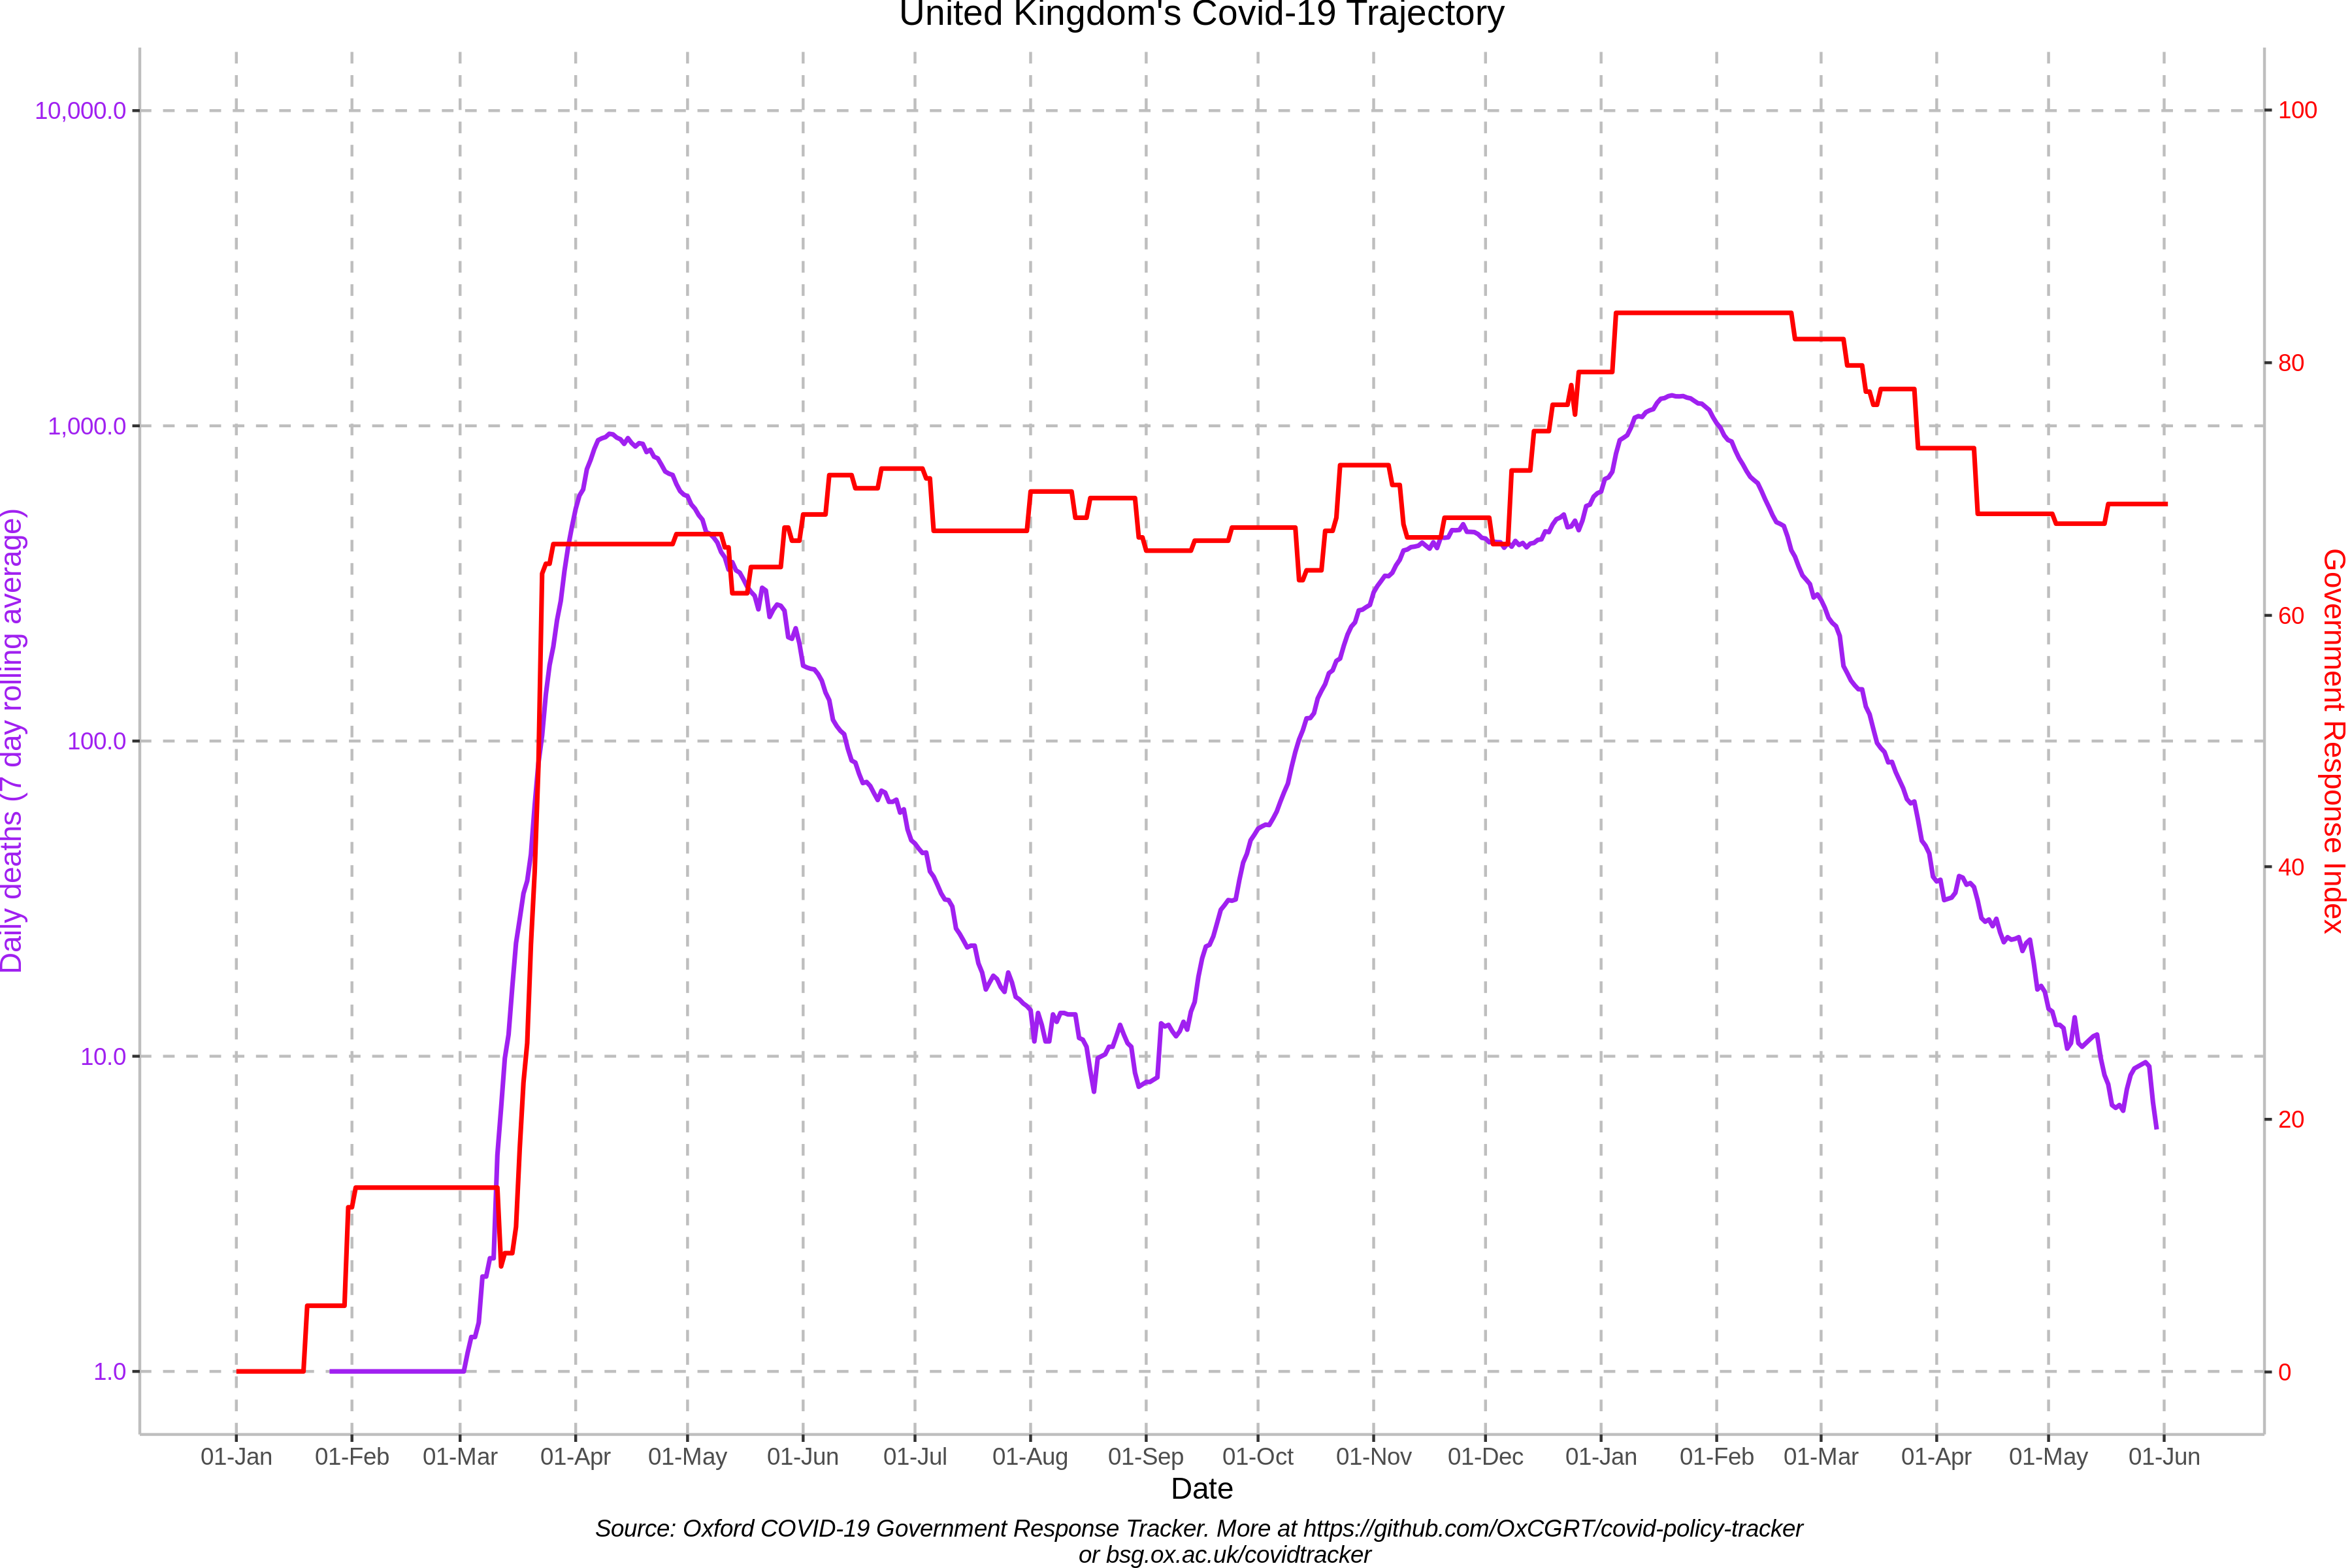 United Kingdom's Covid-19 Trajectory
10,000.0
1,000.0
100.0
10.0
1.0
Daily deaths (7 day rolling average)
100
80
60
40
20
0
Government Response Index
01-Jan 01-Feb 01-Mar 01-Apr 01-May 01-Jun 01-Jul 01-Aug 01-Sep 01-Oct 01-Nov 01-Dec 01-Jan 01-Feb 01-Mar 01-Apr 01-May 01-Jun
Date
Source: Oxford COVID-19 Government Response Tracker. More at https://github.com/OxCGRT/covid-policy-tracker
or bsg.ox.ac.uk/covidtracker